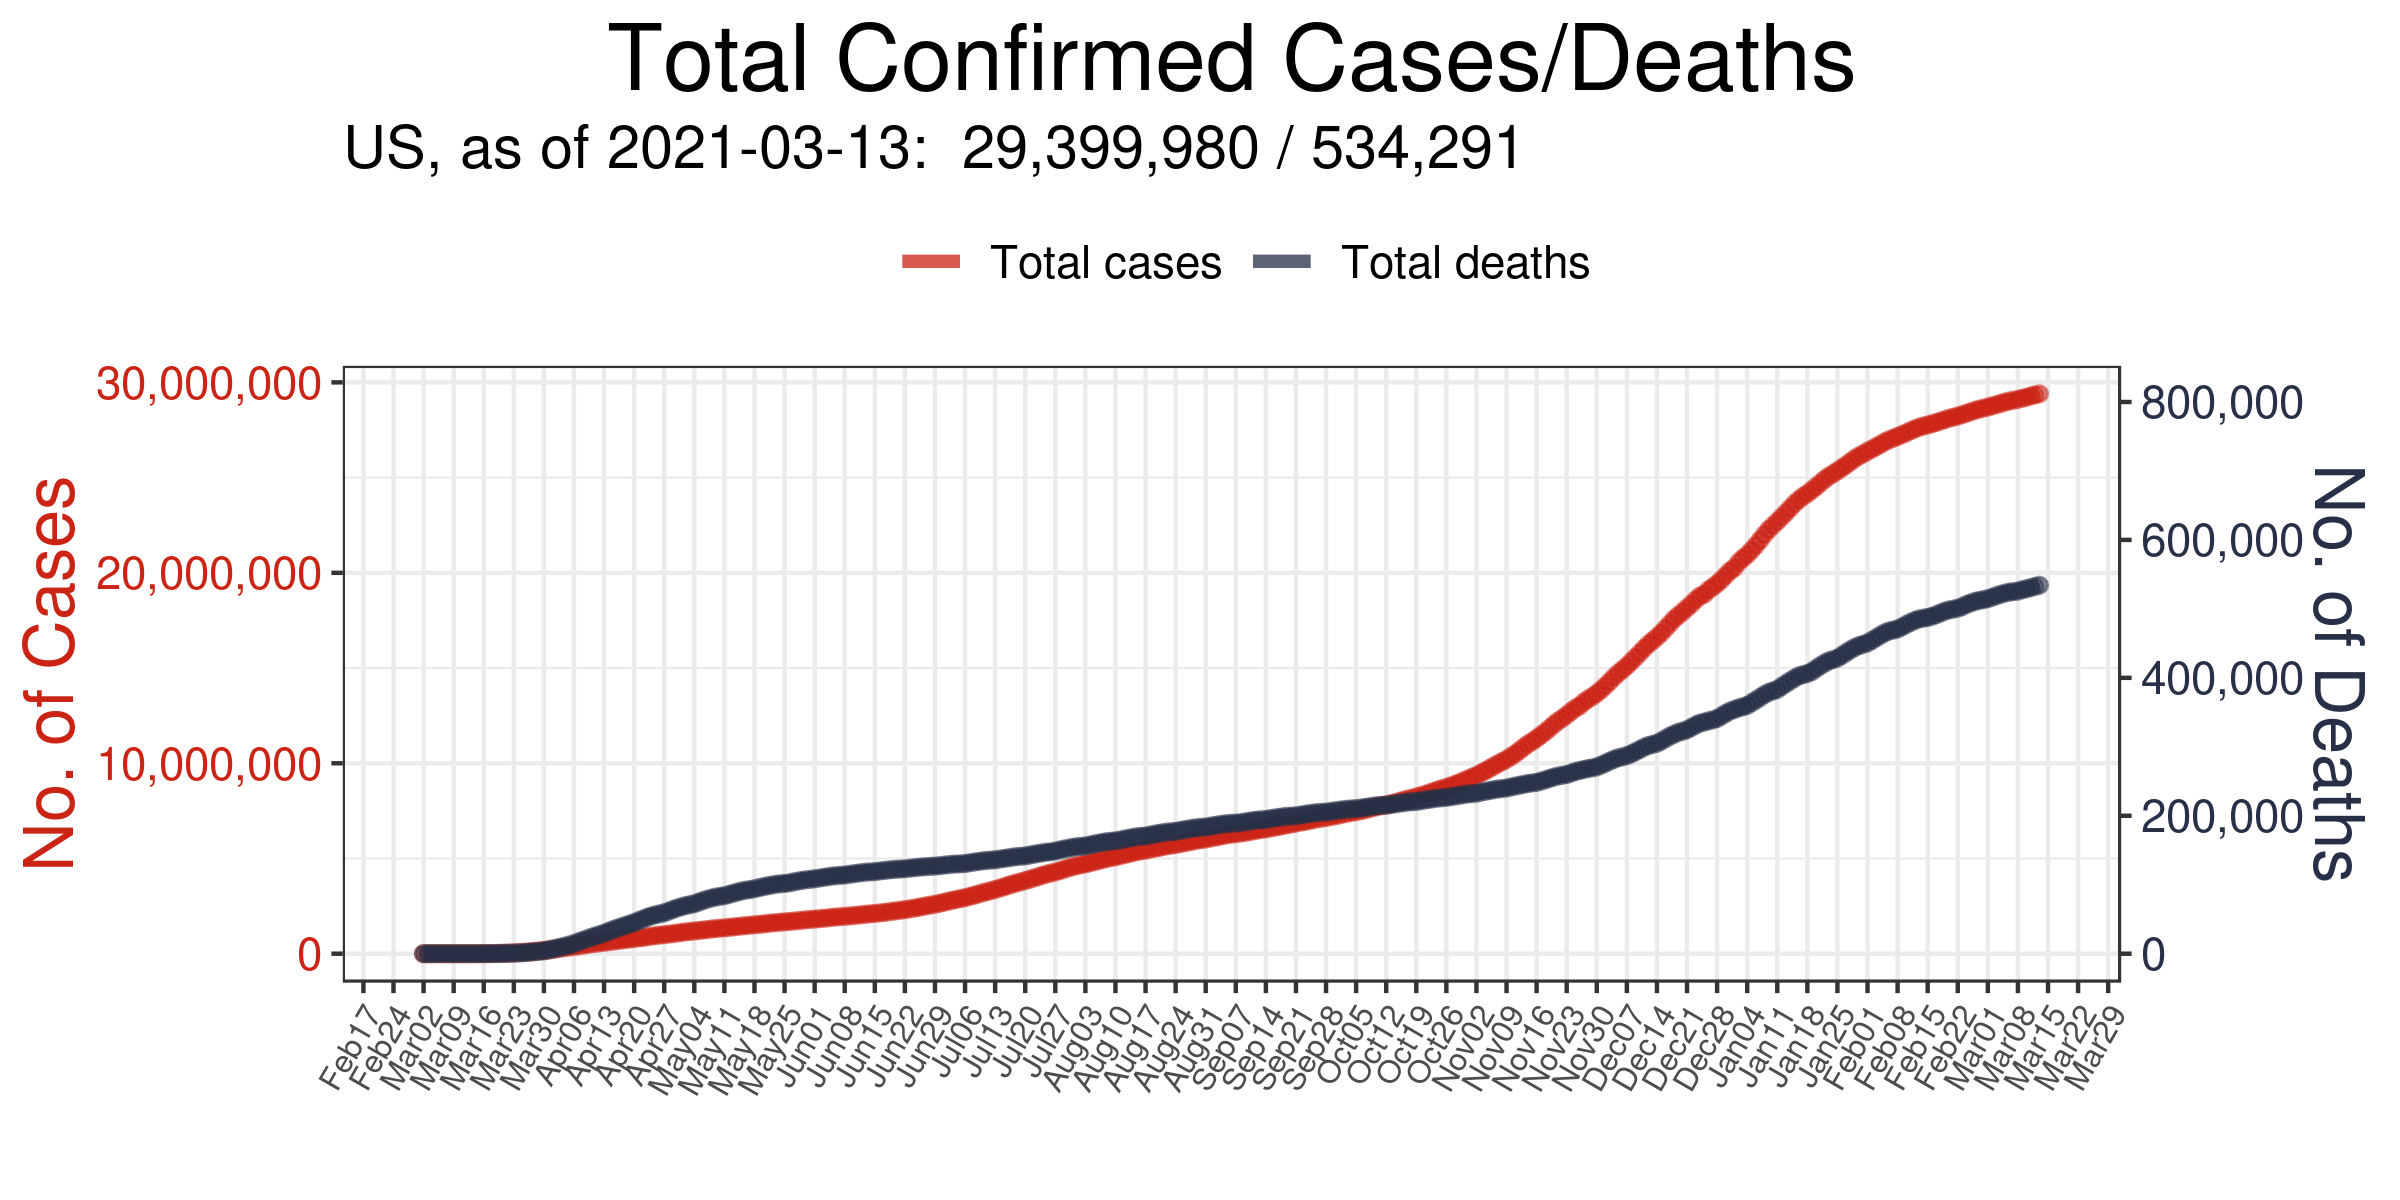 Total Confirmed Cases/Deaths
US, as of 2021-03-13:  29,399,980 / 534,291
Total cases
Total deaths
No. of Cases
30,000,000
20,000,000
10,000,000
0
800,000
600,000
400,000
200,000
0
No. of Deaths
Feb17
Feb24
Mar02
Mar09
Mar16
Mar23
Mar30
Apr06
Apr13
Apr20
Apr27
May04
May11
May18
May25
Jun01
Jun08
Jun15
Jun22
Jun29
Jul06
Jul13
Jul20
Jul27
Aug03
Aug10
Aug17
Aug24
Aug31
Sep07
Sep14
Sep21
Sep28
Oct05
Oct12
Oct19
Oct26
Nov02
Nov09
Nov16
Nov23
Nov30
Dec07
Dec14
Dec21
Dec28
Jan04
Jan11
Jan18
Jan25
Feb01
Feb08
Feb15
Feb22
Mar01
Mar08
Mar15
Mar22
Mar29